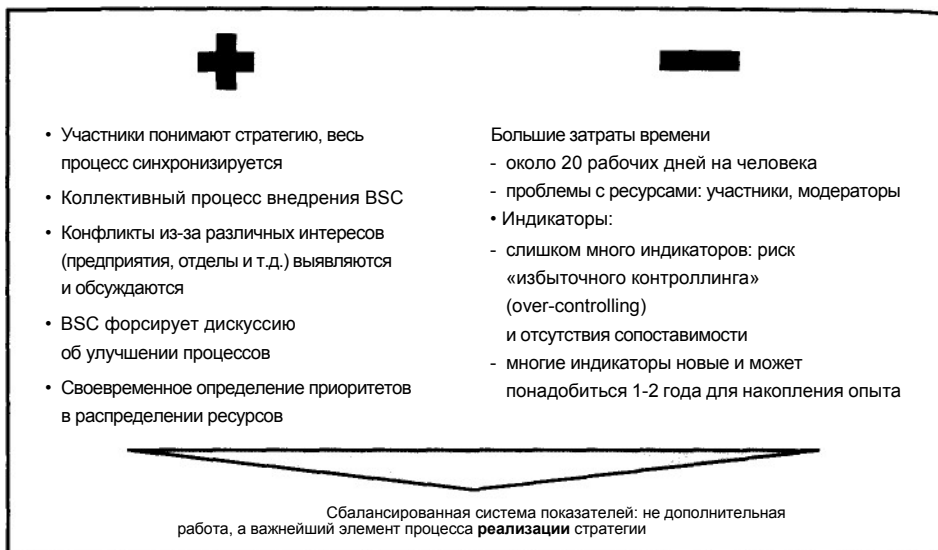 • Участники понимают стратегию, весь
процесс синхронизируется
• Коллективный процесс внедрения BSC
• Конфликты из-за различных интересов
(предприятия, отделы и т.д.) выявляются
и обсуждаются
• BSC форсирует дискуссию
об улучшении процессов
• Своевременное определение приоритетов
в распределении ресурсов
Большие затраты времени
- около 20 рабочих дней на человека
- проблемы с ресурсами: участники, модераторы
• Индикаторы:
- слишком много индикаторов: риск
«избыточного контроллинга»
(over-controlling)
и отсутствия сопоставимости
- многие индикаторы новые и может
понадобиться 1-2 года для накопления опыта
Сбалансированная система показателей: не дополнительная
работа, а важнейший элемент процесса реализации стратегии